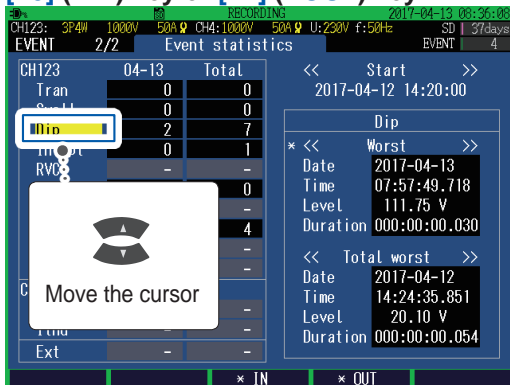 RECORDING 2017-04-13 08:36:08
CH123: 3P4W 1000V 50A CH4:1000V 50A U:230V f:50Hz SD 37days
EVENT 2/2 Event statistics EVENT 4
CH123 04-13 Total
Tran 0 0
0 0
Dip 2 7
0 1
RVC - -
0
-
4
-
-
-
Ext - -
Move the cursor
<< Start >>
2017-04-12 14:20:00
Dip
* << Worst >>
Date 2017-04-13
Time 07:57:49.718
Level 111.75 V
Duration 000:00:00.030
<< Total worst >>
Date 2017-04-12
Time 14:24:35.851
Level 20.10 V
Duration 000:00:00.054
* IN * OUT